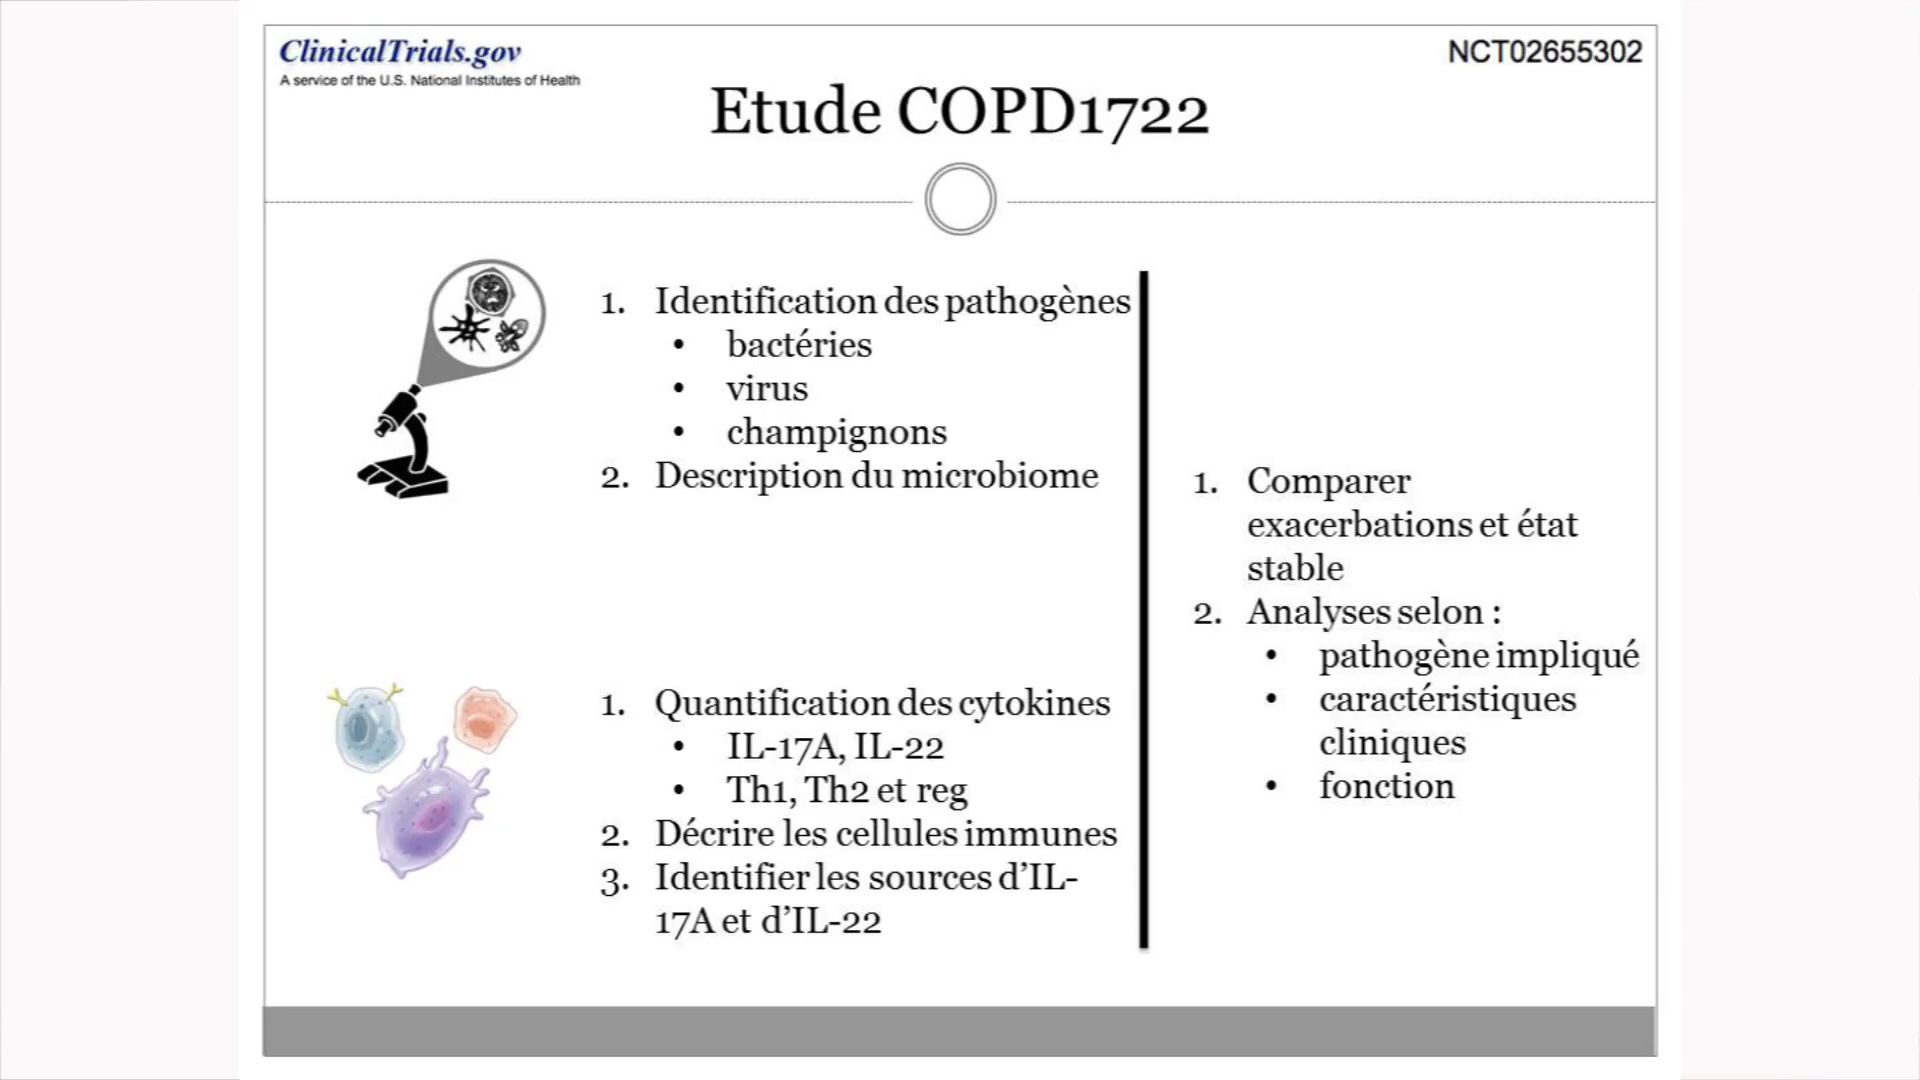 ClinicalTrials.gov
A service of the U.S. National Institutes of Health
NCT02655302
Etude COPD1722
1. Identification des pathogènes
• bactéries
• virus
• champignons
2. Description du microbiome
1. Quantification des cytokines
• IL-17A, IL-22
• Th1, Th2 et reg
2. Décrire les cellules immunes
3. Identifier les sources d’IL-
17A et d’IL-22
1. Comparer
exacerbations et état
stable
2. Analyses selon :
• pathogène impliqué
• caractéristiques
cliniques
• fonction